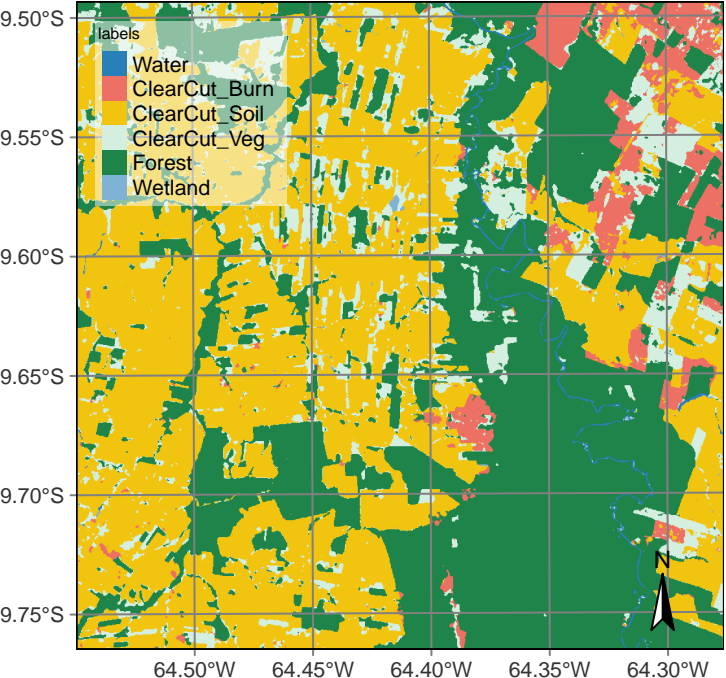 9.50°S
labels
Water
ClearCut_Burn
ClearCut_Soil
ClearCut_Veg
Forest
Wetland
9.55°S
9.60°S
9.65°S
9.70°S
9.75°S
N
64.50°W
64.45°W
64.40°W
64.35°W
64.30°W